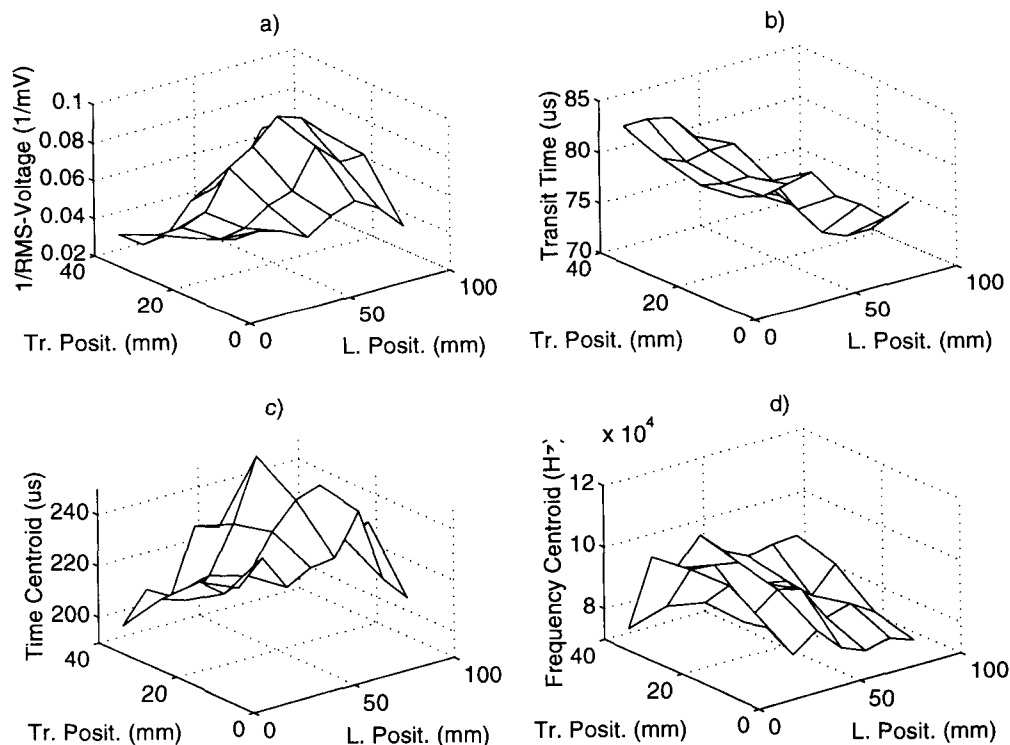 a)
1/RMS-Voltage (1/mV)
0.1
0.08
0.06
0.04
0.02
40
20
0
0
50
100
Tr. Posit. (mm)
L. Posit. (mm)
b)
Transit Time (us)
85
80
75
70
40
20
0
0
50
100
Tr. Posit. (mm)
L. Posit. (mm)
c)
Time Centroid (us)
240
220
200
40
20
0
0
50
100
Tr. Posit. (mm)
L. Posit. (mm)
d)
x 10^4
Frequency Centroid
12
10
8
40
20
0
0
50
100
Tr. Posit. (mm)
L. Posit. (mm)